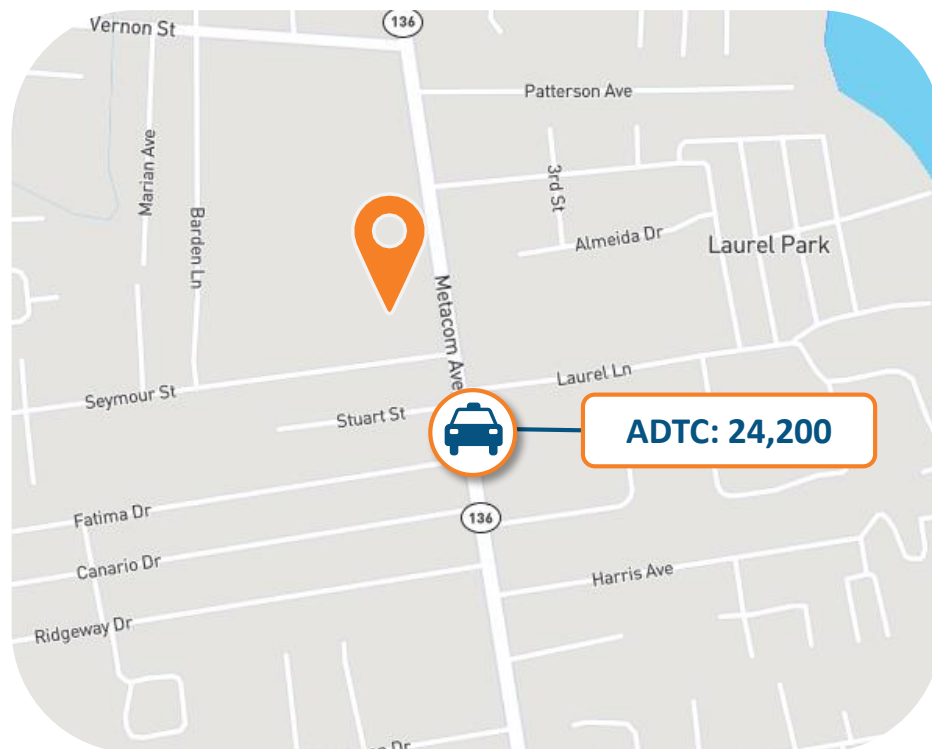 136
Vernon St
Patterson Ave
Marian Ave
3rd St
Barden Ln
Almeida Dr
Laurel Park
Metacom Ave
Laurel Ln
Seymour St
Stuart St
ADTC: 24,200
Fatima Dr
136
Canario Dr
Harris Ave
Ridgeway Dr
Dr